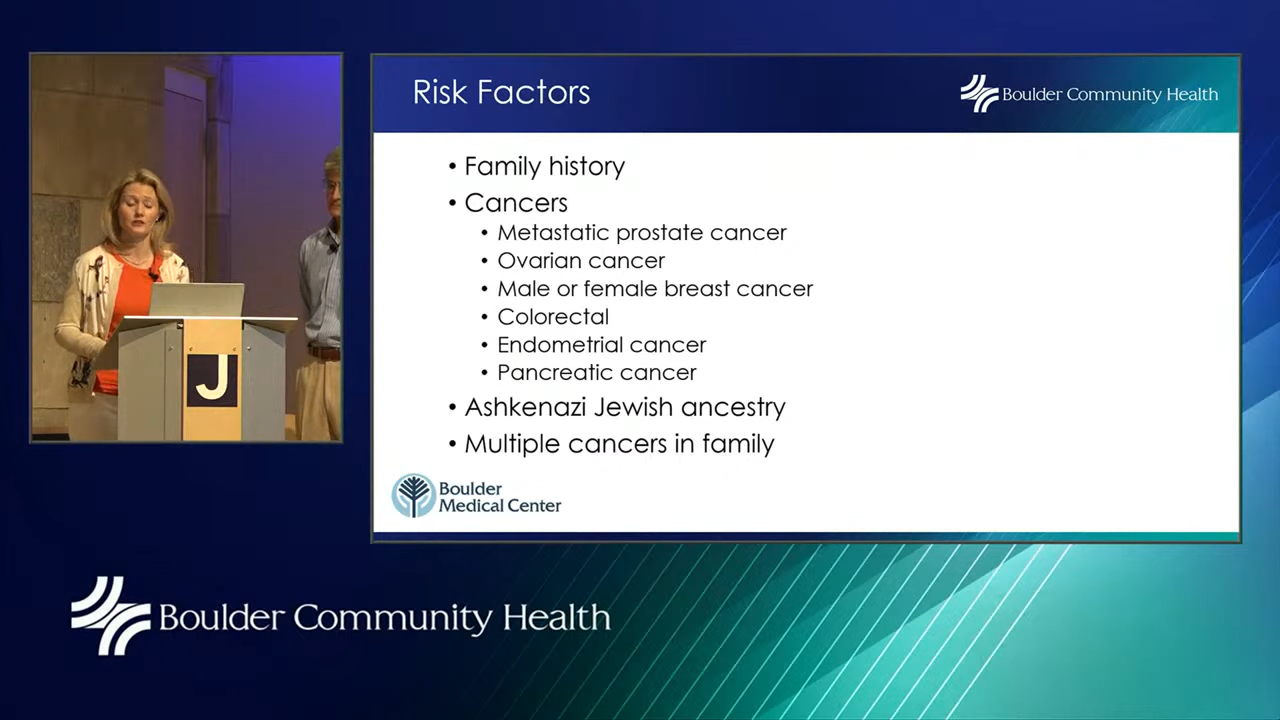 Risk Factors
Boulder Community Health
• Family history
• Cancers
• Metastatic prostate cancer
• Ovarian cancer
• Male or female breast cancer
• Colorectal
• Endometrial cancer
• Pancreatic cancer
• Ashkenazi Jewish ancestry
• Multiple cancers in family
Boulder
Medical Center
J
Boulder Community Health